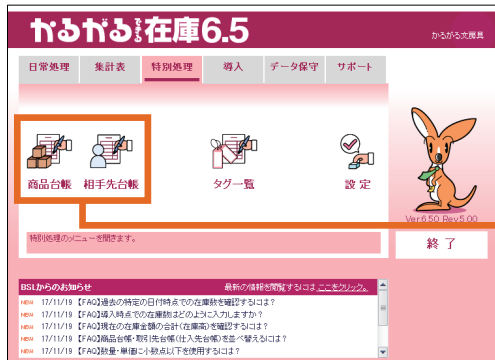 かるがるできる在庫6.5
かるがる文房具
日常処理 集計表 特別処理 導入 データ保守 サポート
商品台帳 相手先台帳 タグ一覧 設定
Ver6.50 Rev5.00
特別処理のメニューを開きます。
終了
BSLからのお知らせ 最新の情報を閲覧するにはここをクリック。
NEW 17/11/19 【FAQ】過去の特定の日付時点での在庫数を確認するには？
NEW 17/11/19 【FAQ】導入時点での在庫数はどのように入力しますか？
NEW 17/11/19 【FAQ】現在の在庫金額の合計（在庫高）を確認するには？
NEW 17/11/19 【FAQ】商品台帳・取引先台帳（仕入先台帳）を並べ替えるには？
NEW 17/11/19 【FAQ】数量・単価に小数点以下を使用するには？